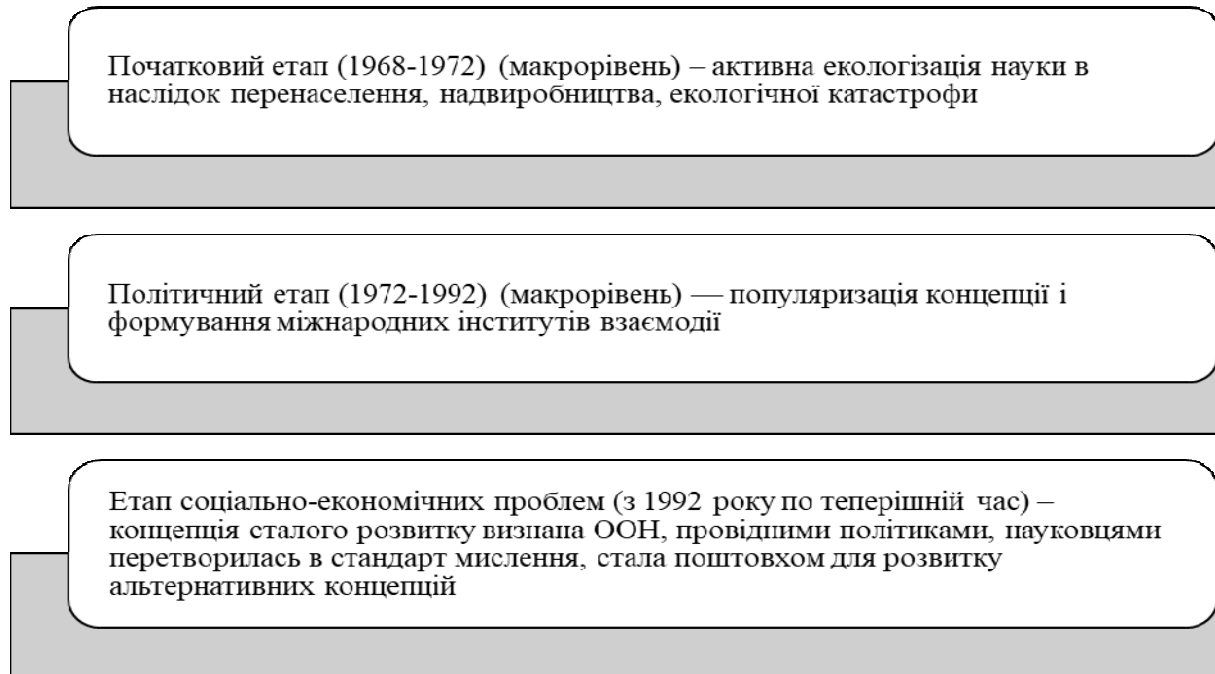 Початковий етап (1968-1972) (макрорівень) – активна екологізація науки в
наслідок перенаселення, надвиробництва, екологічної катастрофи
Політичний етап (1972-1992) (макрорівень) — популяризація концепції і
формування міжнародних інститутів взаємодії
Етап соціально-економічних проблем (з 1992 року по теперішній час) –
концепція сталого розвитку визнана ООН, провідними політиками, науковцями
перетворилась в стандарт мислення, стала поштовхом для розвитку
альтернативних концепцій